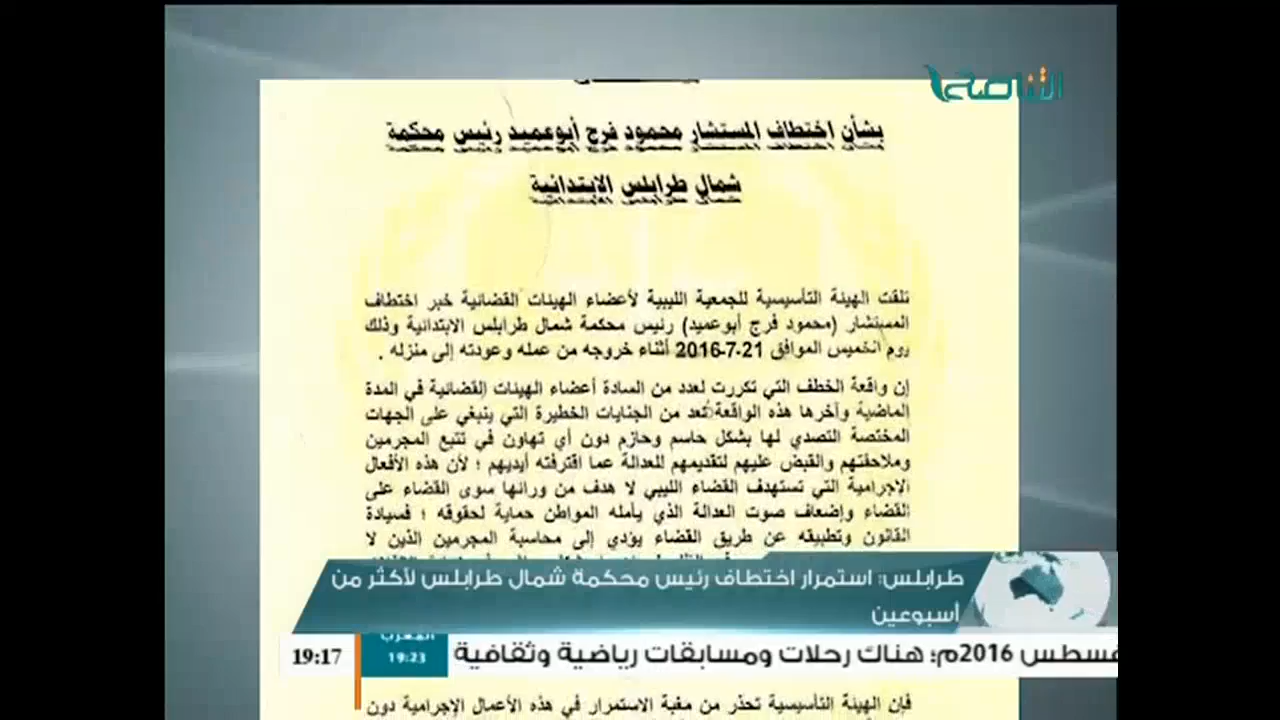 التناصح
بشأن اختطاف المستشار محمود فرج أبوعميد رئيس محكمة
شمال طرابلس الابتدائية
تلقت الهيئة التأسيسية للجمعية الليبية لأعضاء الهيئات القضائية خبر اختطاف
المستشار (محمود فرج أبوعميد) رئيس محكمة شمال طرابلس الابتدائية وذلك
يوم الخميس الموافق 21-7-2016 أثناء خروجه من عمله وعودته إلى منزله .
إن واقعة الخطف التي تكررت لعدد من السادة أعضاء الهيئات القضائية في المدة
الماضية وآخرها هذه الواقعة تعد من الجنايات الخطيرة التي ينبغي على الجهات
المختصة التصدي لها بشكل حاسم وحازم دون أي تهاون في تتبع المجرمين
وملاحقتهم والقبض عليهم لتقديمهم للعدالة عما اقترفته أيديهم ؛ لأن هذه الأفعال
الإجرامية التي تستهدف القضاء الليبي لا هدف من ورائها سوى القضاء على
القضاء وإضعاف صوت العدالة الذي يأمله المواطن حماية لحقوقه ؛ فسيادة
القانون وتطبيقه عن طريق القضاء يؤدي إلى محاسبة المجرمين الذين لا
طرابلس: استمرار اختطاف رئيس محكمة شمال طرابلس لأكثر من
أسبوعين
غسطس 2016م؛ هناك رحلات ومسابقات رياضية وثقافية
المغرب
19:23
19:17
فإن الهيئة التأسيسية تحذر من مغبة الاستمرار في هذه الأعمال الإجرامية دون